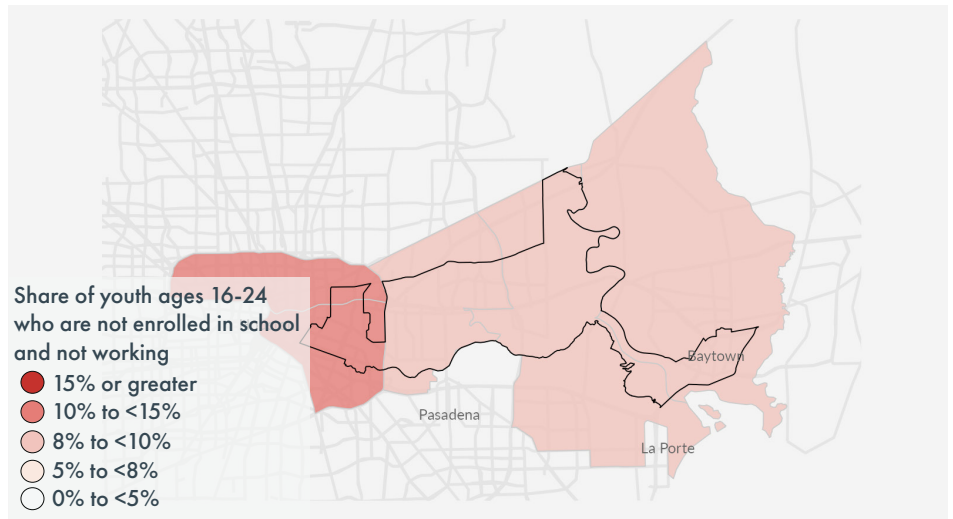 Share of youth ages 16-24
who are not enrolled in school
and not working
15% or greater
10% to <15%
8% to <10%
5% to <8%
0% to <5%
Baytown
Pasadena
La Porte